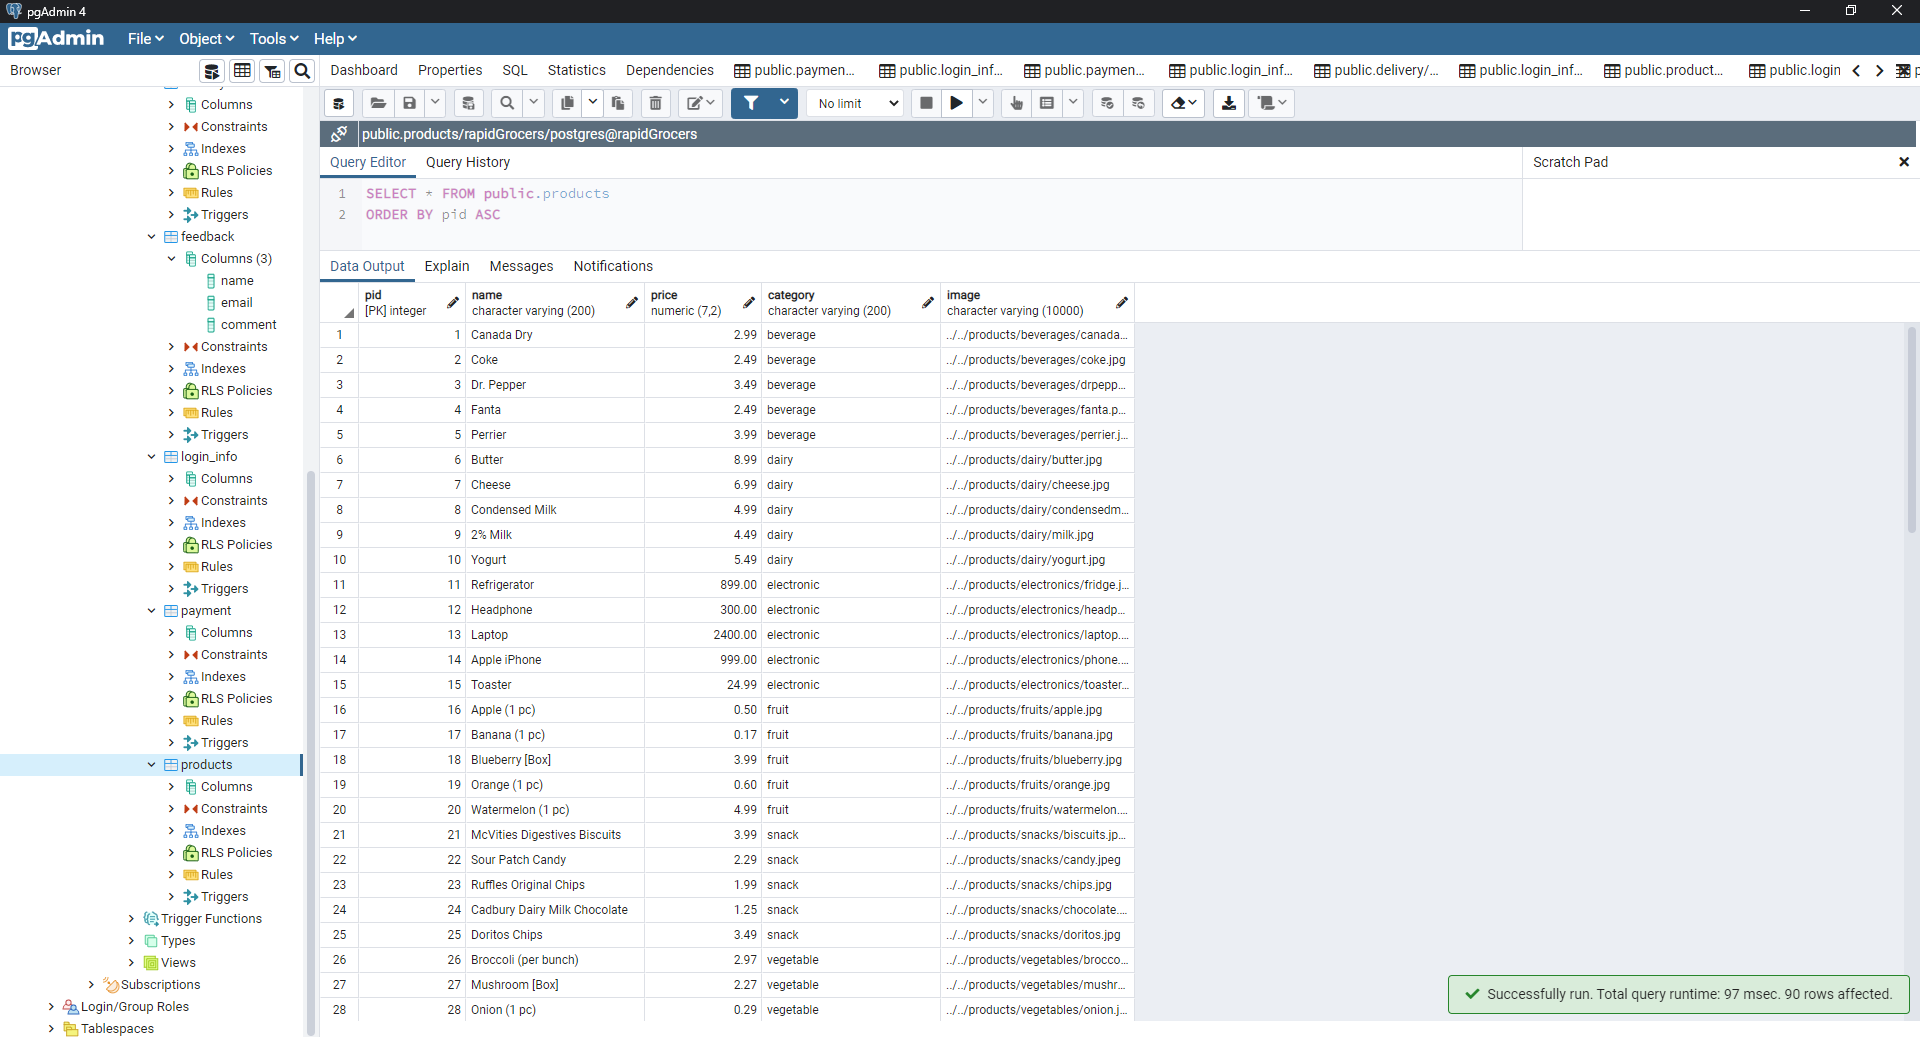 pgAdmin 4
pgAdmin File Object Tools Help
Browser
Dashboard Properties SQL Statistics Dependencies public.paymen... public.login_inf... public.paymen... public.login_inf... public.delivery/... public.login_inf... public.product... public.login
No limit
public.products/rapidGrocers/postgres@rapidGrocers
Query Editor Query History
Scratch Pad
1 SELECT * FROM public.products
2 ORDER BY pid ASC
Data Output Explain Messages Notifications
pid [PK] integer
name character varying (200)
price numeric (7,2)
category character varying (200)
image character varying (10000)
1 1 Canada Dry 2.99 beverage ../../products/beverages/canada...
2 2 Coke 2.49 beverage ../../products/beverages/coke.jpg
3 3 Dr. Pepper 3.49 beverage ../../products/beverages/drpepp...
4 4 Fanta 2.49 beverage ../../products/beverages/fanta.p...
5 5 Perrier 3.99 beverage ../../products/beverages/perrier.j...
6 6 Butter 8.99 dairy ../../products/dairy/butter.jpg
7 7 Cheese 6.99 dairy ../../products/dairy/cheese.jpg
8 8 Condensed Milk 4.99 dairy ../../products/dairy/condensedm...
9 9 2% Milk 4.49 dairy ../../products/dairy/milk.jpg
10 10 Yogurt 5.49 dairy ../../products/dairy/yogurt.jpg
11 11 Refrigerator 899.00 electronic ../../products/electronics/fridge.j...
12 12 Headphone 300.00 electronic ../../products/electronics/headp...
13 13 Laptop 2400.00 electronic ../../products/electronics/laptop....
14 14 Apple iPhone 999.00 electronic ../../products/electronics/phone....
15 15 Toaster 24.99 electronic ../../products/electronics/toaster...
16 16 Apple (1 pc) 0.50 fruit ../../products/fruits/apple.jpg
17 17 Banana (1 pc) 0.17 fruit ../../products/fruits/banana.jpg
18 18 Blueberry [Box] 3.99 fruit ../../products/fruits/blueberry.jpg
19 19 Orange (1 pc) 0.60 fruit ../../products/fruits/orange.jpg
20 20 Watermelon (1 pc) 4.99 fruit ../../products/fruits/watermelon....
21 21 McVities Digestives Biscuits 3.99 snack ../../products/snacks/biscuits.jp...
22 22 Sour Patch Candy 2.29 snack ../../products/snacks/candy.jpeg
23 23 Ruffles Original Chips 1.99 snack ../../products/snacks/chips.jpg
24 24 Cadbury Dairy Milk Chocolate 1.25 snack ../../products/snacks/chocolate....
25 25 Doritos Chips 3.49 snack ../../products/snacks/doritos.jpg
26 26 Broccoli (per bunch) 2.97 vegetable ../../products/vegetables/brocco...
27 27 Mushroom [Box] 2.27 vegetable ../../products/vegetables/mushr...
28 28 Onion (1 pc) 0.29 vegetable ../../products/vegetables/onion.j...
Columns
Constraints
Indexes
RLS Policies
Rules
Triggers
feedback
Columns (3)
name
email
comment
Constraints
Indexes
RLS Policies
Rules
Triggers
login_info
Columns
Constraints
Indexes
RLS Policies
Rules
Triggers
payment
Columns
Constraints
Indexes
RLS Policies
Rules
Triggers
products
Columns
Constraints
Indexes
RLS Policies
Rules
Triggers
Trigger Functions
Types
Views
Subscriptions
Login/Group Roles
Tablespaces
Successfully run. Total query runtime: 97 msec. 90 rows affected.